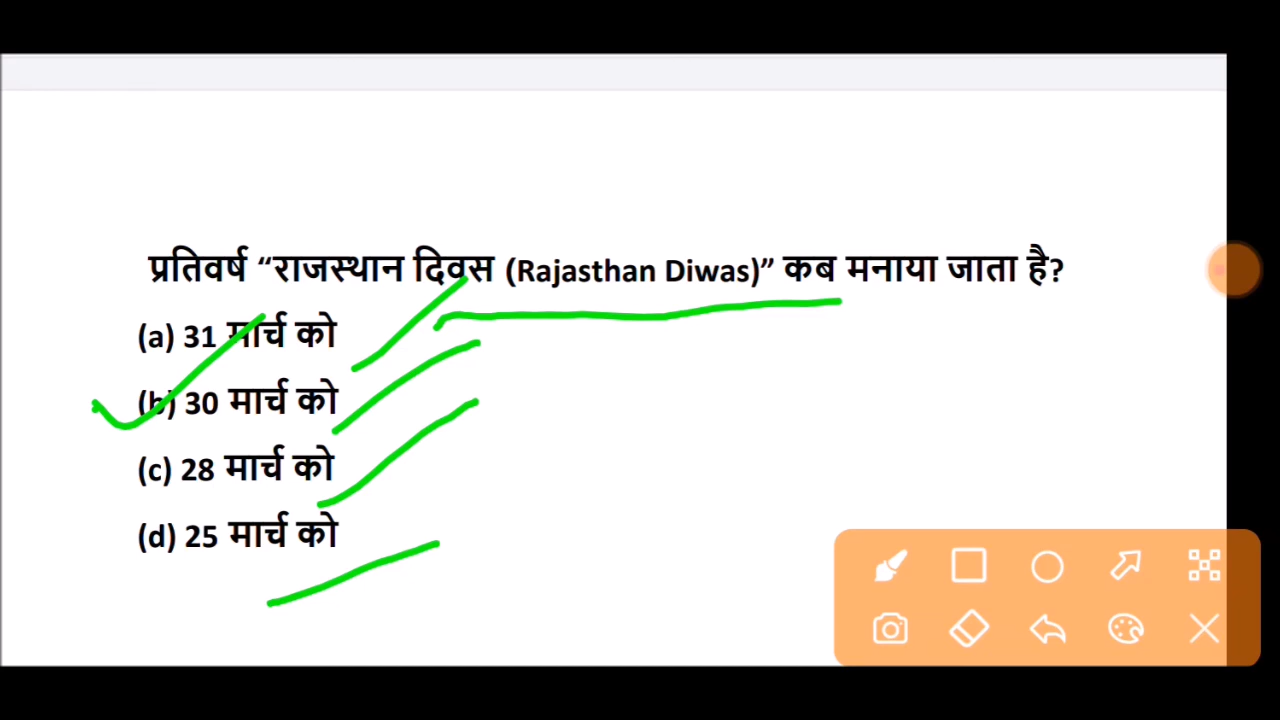 प्रतिवर्ष “राजस्थान दिवस (Rajasthan Diwas)” कब मनाया जाता है?
(a) 31 मार्च को
(b) 30 मार्च को
(c) 28 मार्च को
(d) 25 मार्च को